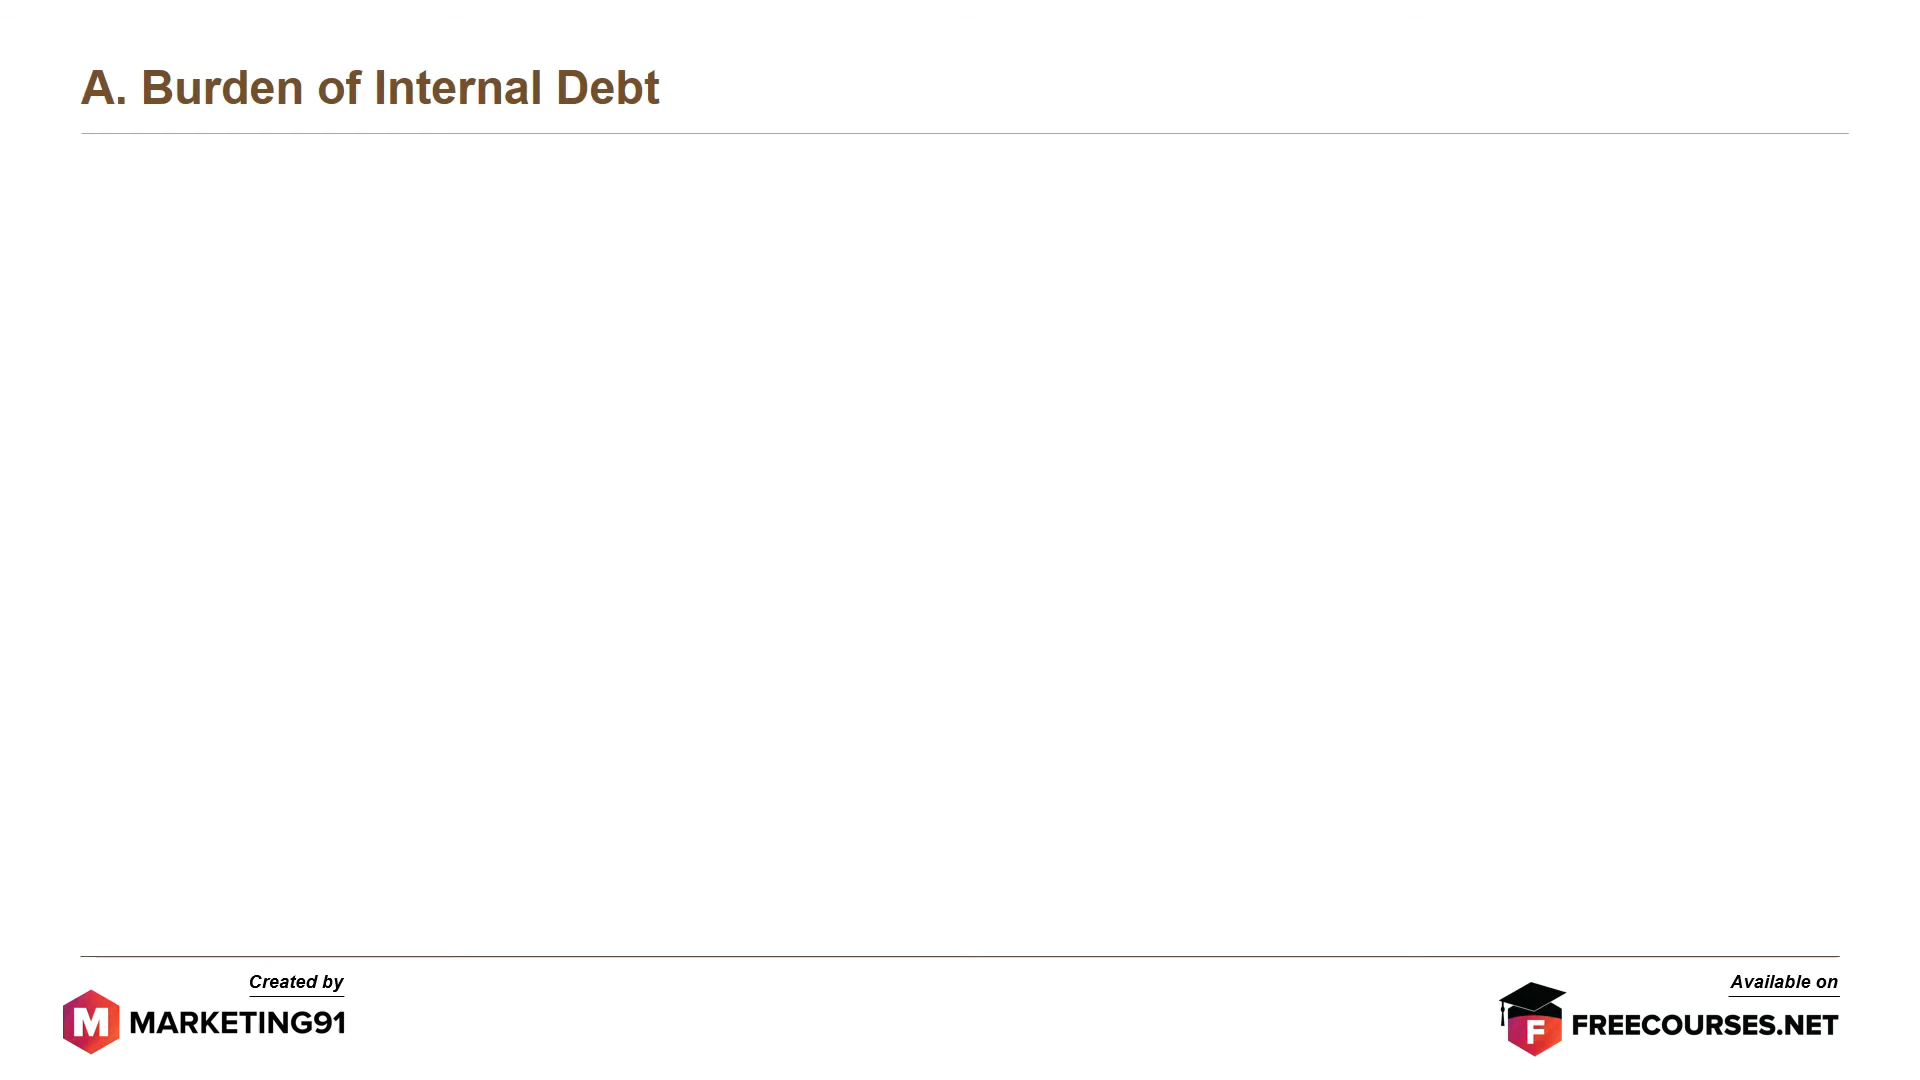 A. Burden of Internal Debt
Created by
M MARKETING91
Available on
F FREECOURSES.NET